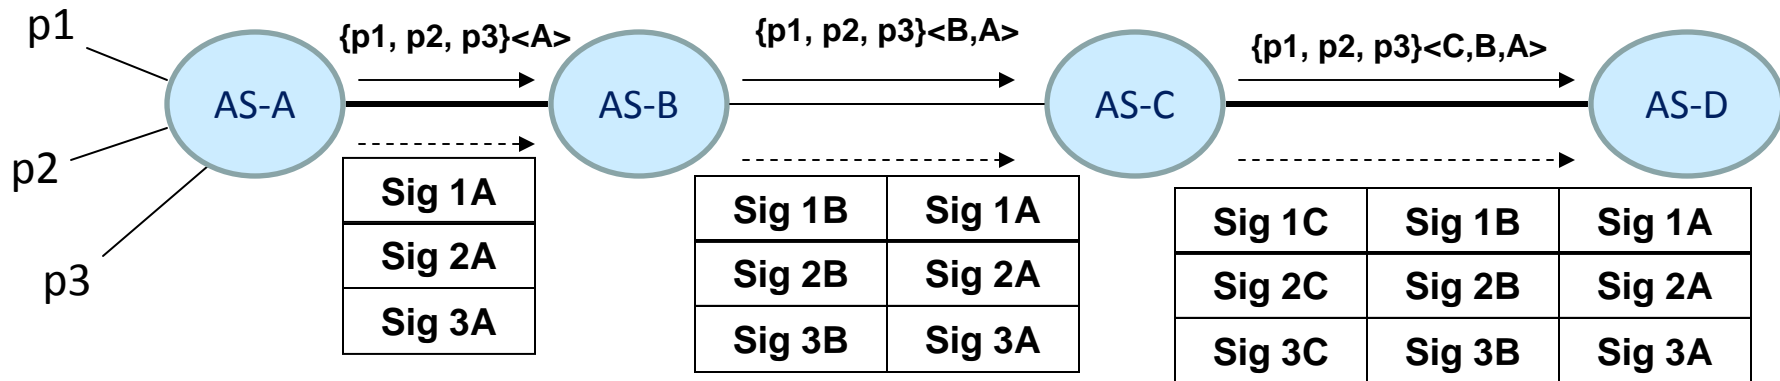 p1
p2
p3
AS-A
{p1, p2, p3}<A>
Sig 1A
Sig 2A
Sig 3A
AS-B
{p1, p2, p3}<B,A>
Sig 1B Sig 1A
Sig 2B Sig 2A
Sig 3B Sig 3A
AS-C
{p1, p2, p3}<C,B,A>
Sig 1C Sig 1B Sig 1A
Sig 2C Sig 2B Sig 2A
Sig 3C Sig 3B Sig 3A
AS-D